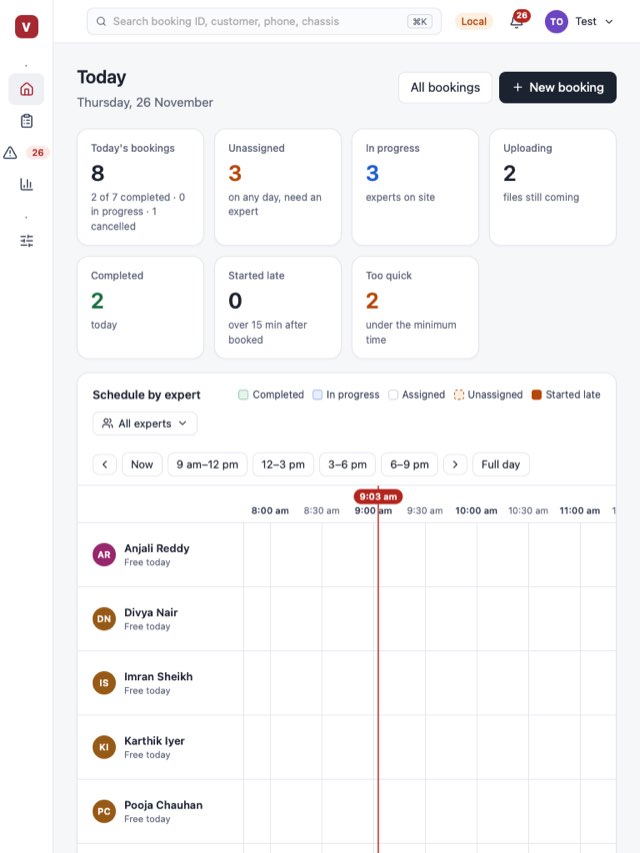 V
Search booking ID, customer, phone, chassis
⌘K
Local
26
TO
Test
26
Today
Thursday, 26 November
All bookings
+ New booking
Today's bookings
8
2 of 7 completed · 0
in progress · 1
cancelled
Unassigned
3
on any day, need an
expert
In progress
3
experts on site
Uploading
2
files still coming
Completed
2
today
Started late
0
over 15 min after
booked
Too quick
2
under the minimum
time
Schedule by expert
Completed
In progress
Assigned
Unassigned
Started late
All experts
Now
9 am–12 pm
12–3 pm
3–6 pm
6–9 pm
Full day
9:03 am
8:00 am
8:30 am
9:00 am
9:30 am
10:00 am
10:30 am
11:00 am
1
AR
Anjali Reddy
Free today
DN
Divya Nair
Free today
IS
Imran Sheikh
Free today
KI
Karthik Iyer
Free today
PC
Pooja Chauhan
Free today